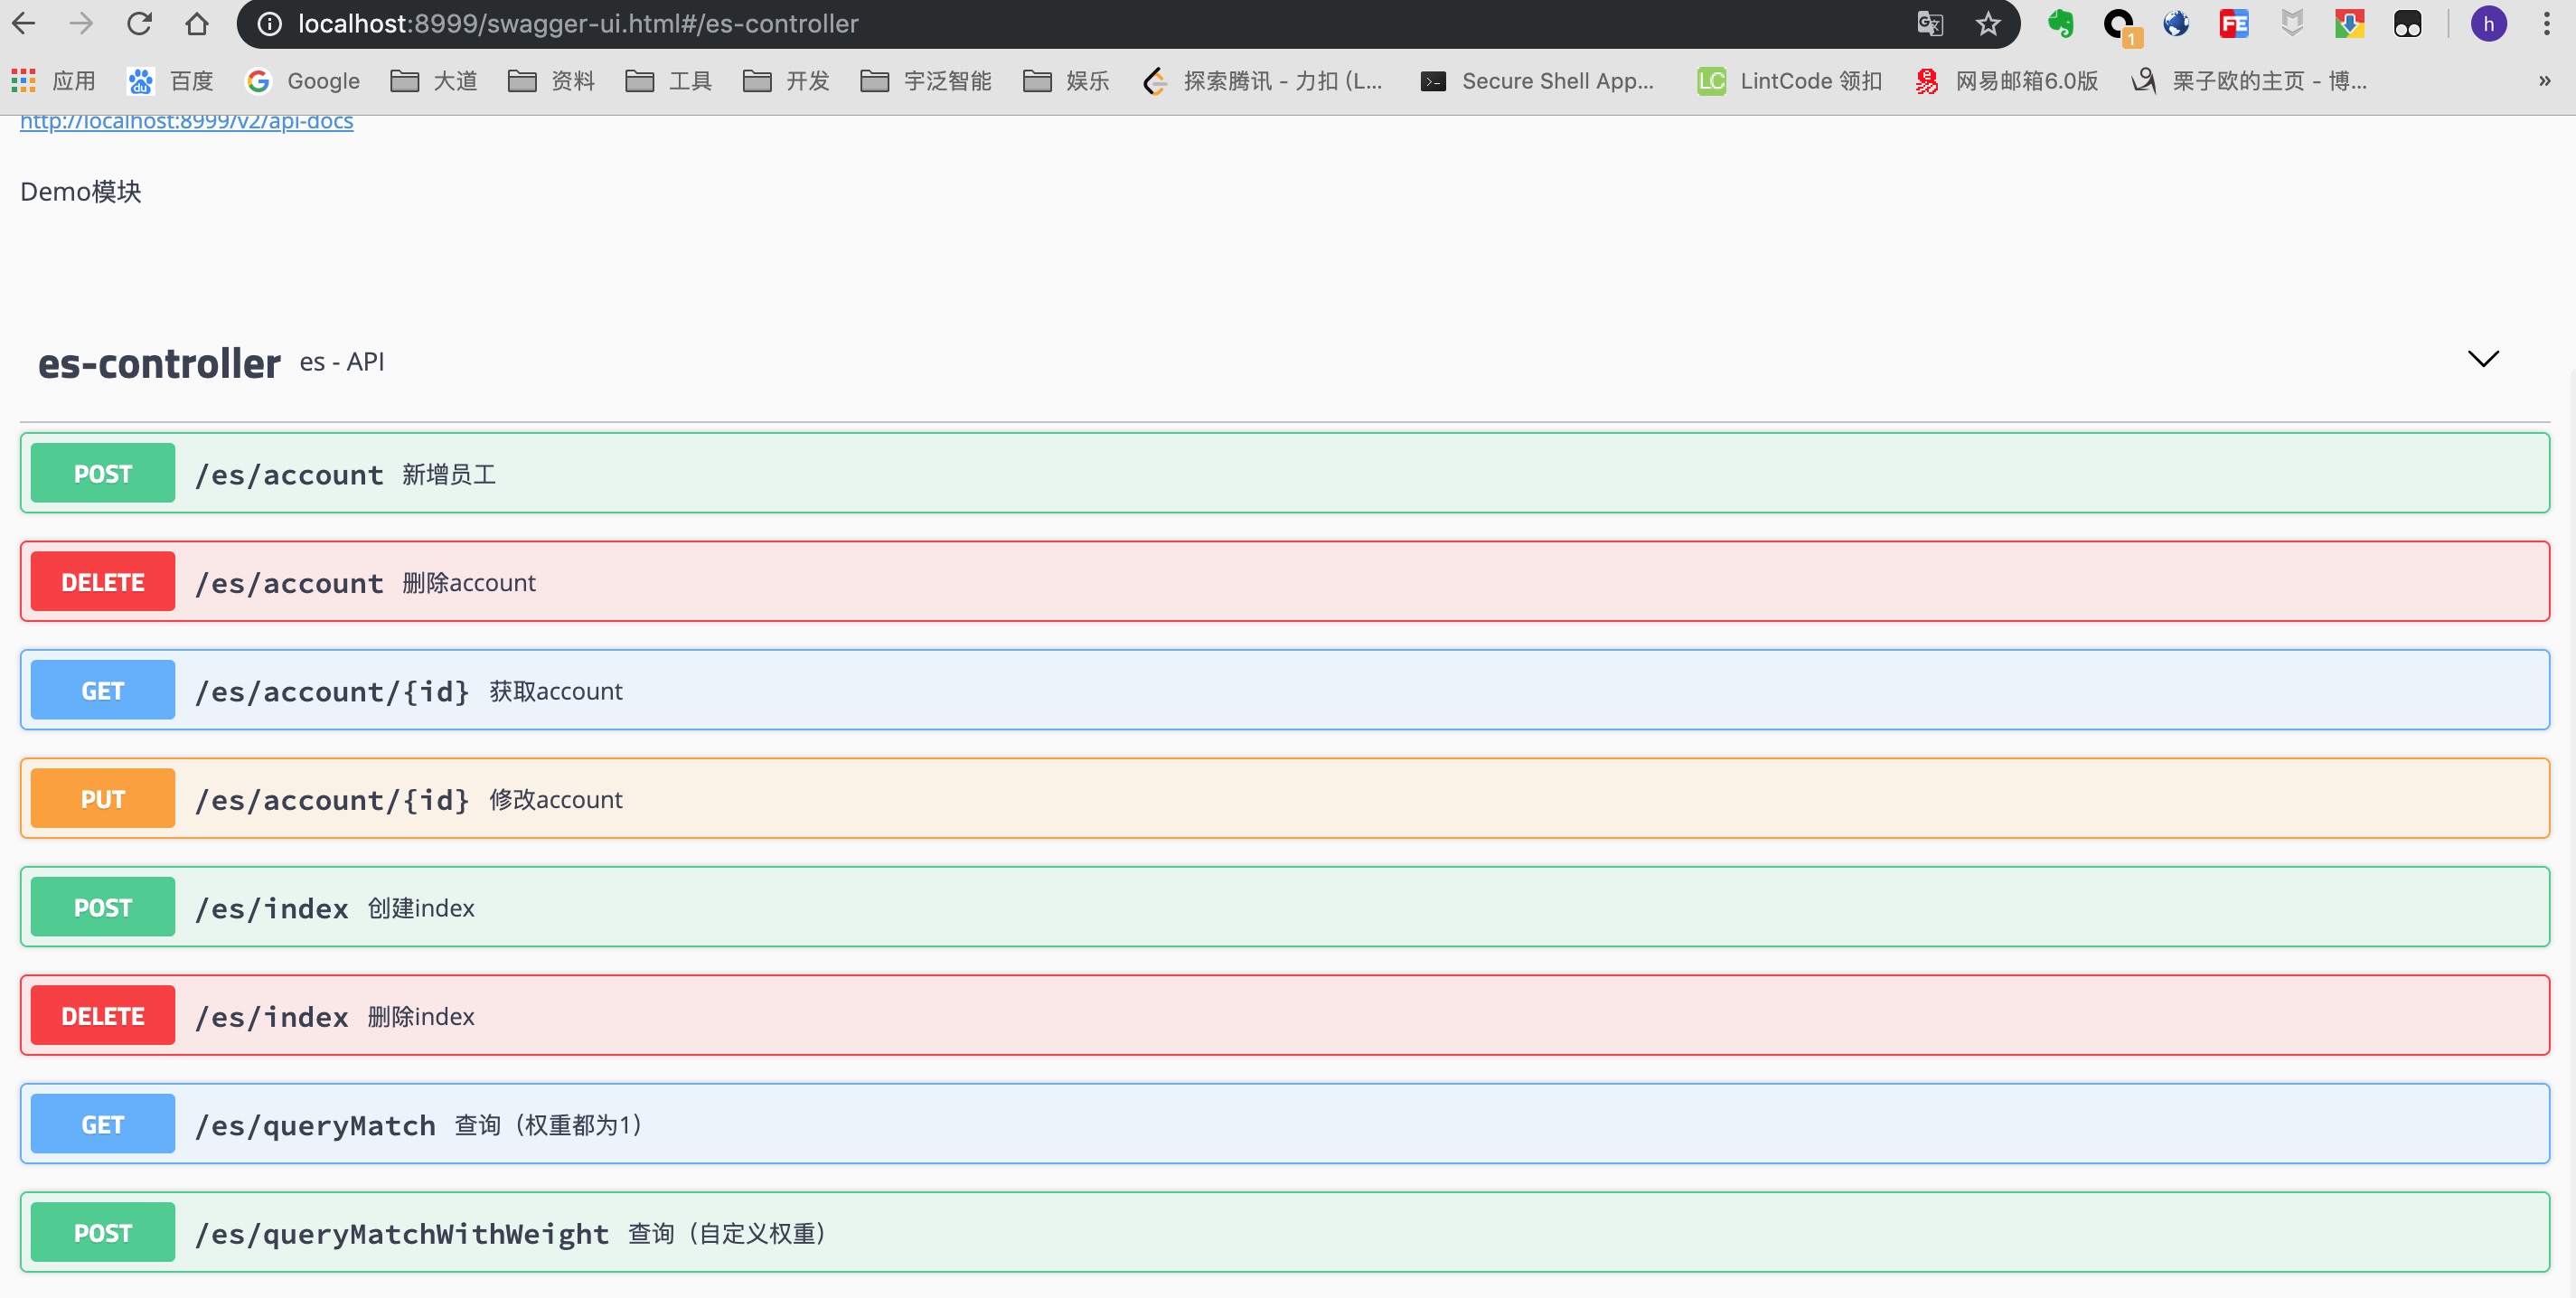 localhost:8999/swagger-ui.html#/es-controller
1
h
应用 du 百度 Google 大道 资料 工具 开发 宇泛智能 娱乐 探索腾讯 - 力扣 (L... Secure Shell App... LC LintCode 领扣 网易邮箱6.0版 栗子欧的主页 - 博... »
http://localhost:8999/v2/api-docs
Demo模块
es-controller es - API
POST /es/account 新增员工
DELETE /es/account 删除account
GET /es/account/{id} 获取account
PUT /es/account/{id} 修改account
POST /es/index 创建index
DELETE /es/index 删除index
GET /es/queryMatch 查询（权重都为1）
POST /es/queryMatchWithWeight 查询（自定义权重）